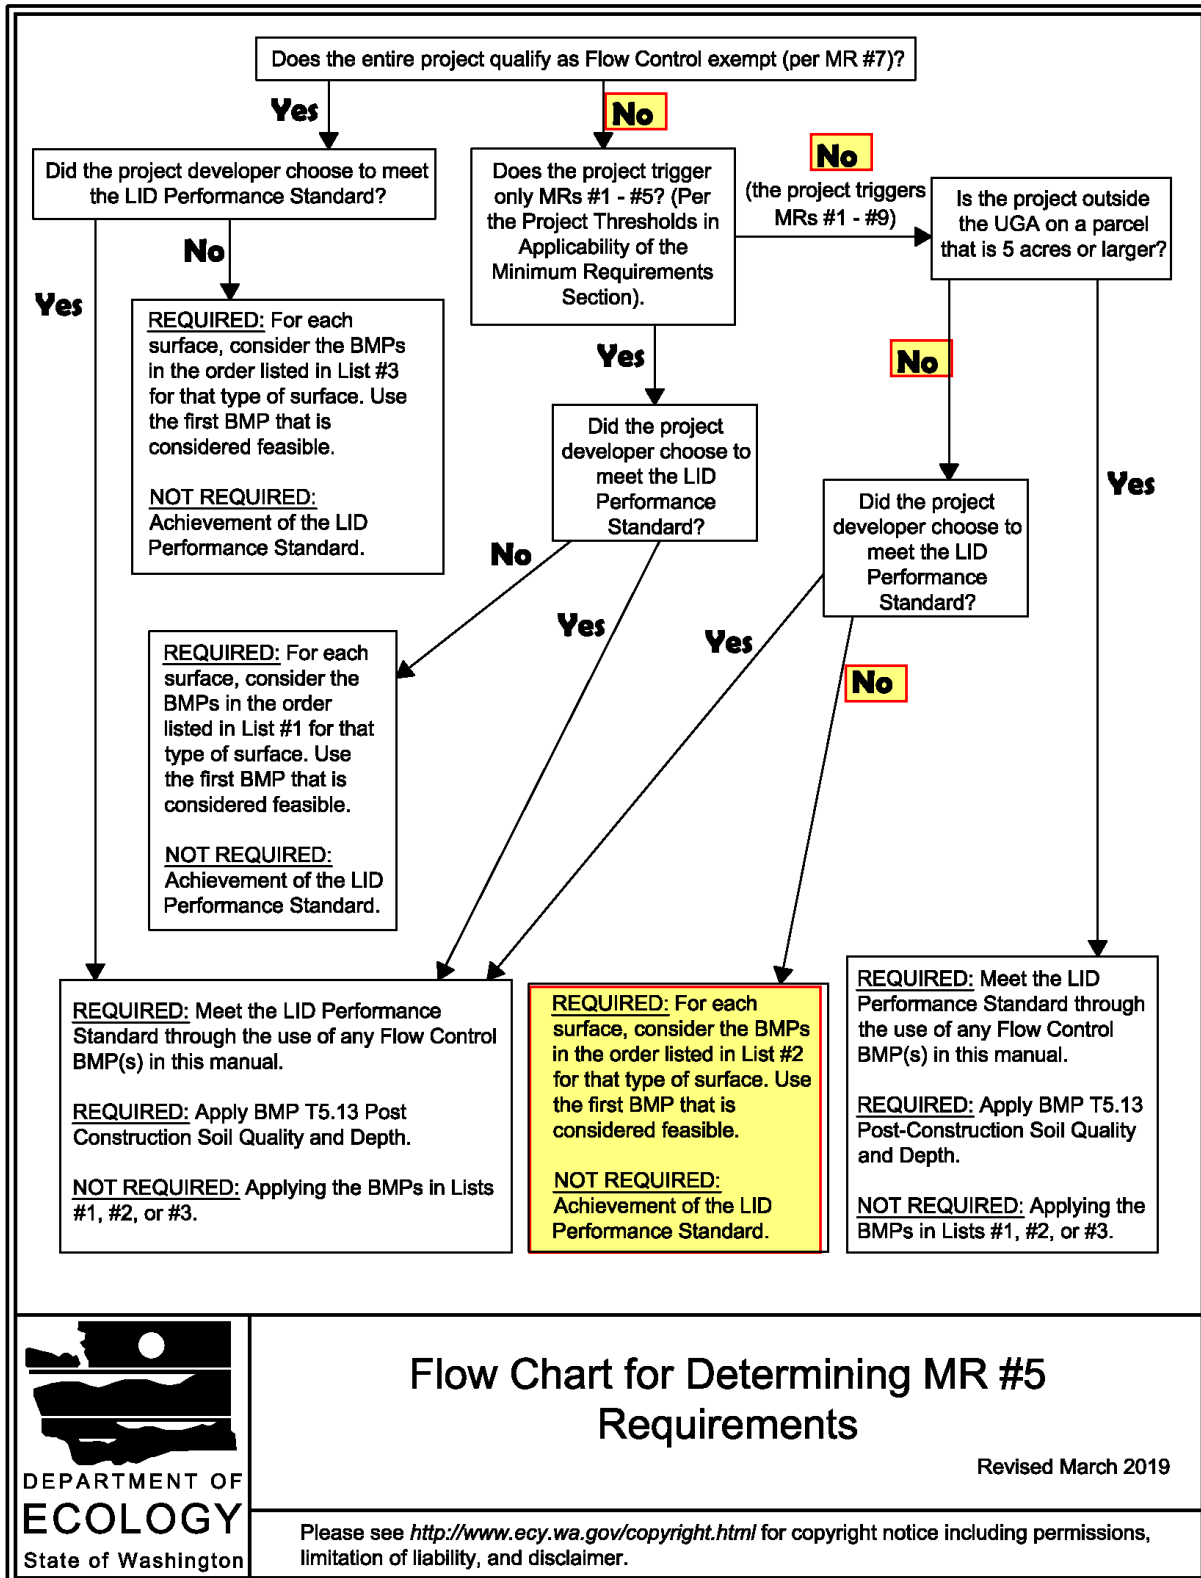 Does the entire project qualify as Flow Control exempt (per MR #7)?
Yes
No
Did the project developer choose to meet
the LID Performance Standard?
Does the project trigger
only MRs #1 - #5? (Per
the Project Thresholds in
Applicability of the
Minimum Requirements
Section).
No
(the project triggers
MRs #1 - #9)
Is the project outside
the UGA on a parcel
that is 5 acres or larger?
No
Yes
REQUIRED: For each
surface, consider the BMPs
in the order listed in List #3
for that type of surface. Use
the first BMP that is
considered feasible.
NOT REQUIRED:
Achievement of the LID
Performance Standard.
Yes
No
Yes
Did the project
developer choose to
meet the LID
Performance
Standard?
Did the project
developer choose to
meet the LID
Performance
Standard?
No
Yes
Yes
No
REQUIRED: For each
surface, consider the
BMPs in the order
listed in List #1 for that
type of surface. Use
the first BMP that is
considered feasible.
NOT REQUIRED:
Achievement of the LID
Performance Standard.
REQUIRED: Meet the LID Performance
Standard through the use of any Flow Control
BMP(s) in this manual.
REQUIRED: Apply BMP T5.13 Post
Construction Soil Quality and Depth.
NOT REQUIRED: Applying the BMPs in Lists
#1, #2, or #3.
REQUIRED: For each
surface, consider the BMPs
in the order listed in List #2
for that type of surface. Use
the first BMP that is
considered feasible.
NOT REQUIRED:
Achievement of the LID
Performance Standard.
REQUIRED: Meet the LID
Performance Standard through
the use of any Flow Control
BMP(s) in this manual.
REQUIRED: Apply BMP T5.13
Post-Construction Soil Quality
and Depth.
NOT REQUIRED: Applying the
BMPs in Lists #1, #2, or #3.
DEPARTMENT OF
ECOLOGY
State of Washington
Flow Chart for Determining MR #5
Requirements
Revised March 2019
Please see http://www.ecy.wa.gov/copyright.html for copyright notice including permissions,
limitation of liability, and disclaimer.